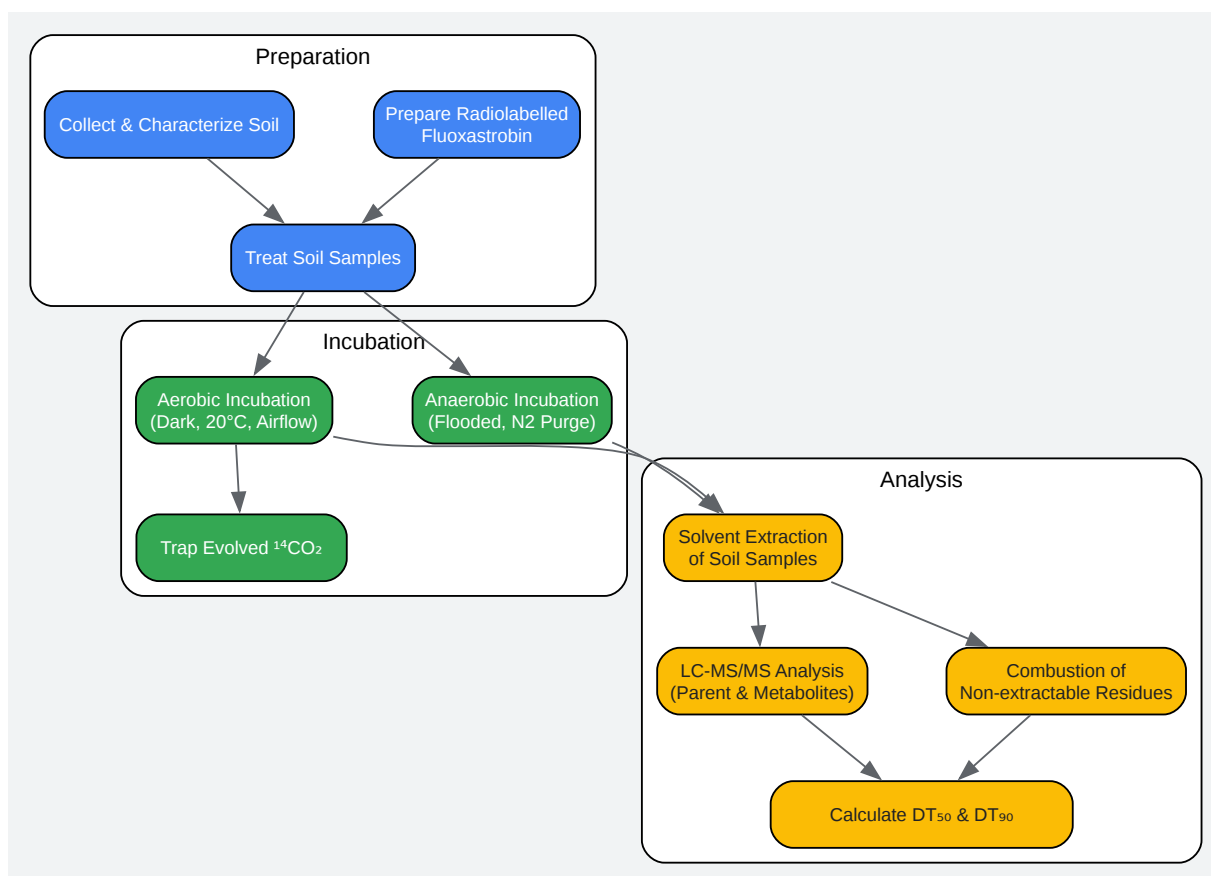 Preparation
Collect & Characterize Soil
Prepare Radiolabelled
Fluoxastrobin
Treat Soil Samples
Incubation
Aerobic Incubation
(Dark, 20°C, Airflow)
Anaerobic Incubation
(Flooded, N2 Purge)
Trap Evolved ¹⁴CO₂
Analysis
Solvent Extraction
of Soil Samples
LC-MS/MS Analysis
(Parent & Metabolites)
Combustion of
Non-extractable Residues
Calculate DT₅₀ & DT₉₀